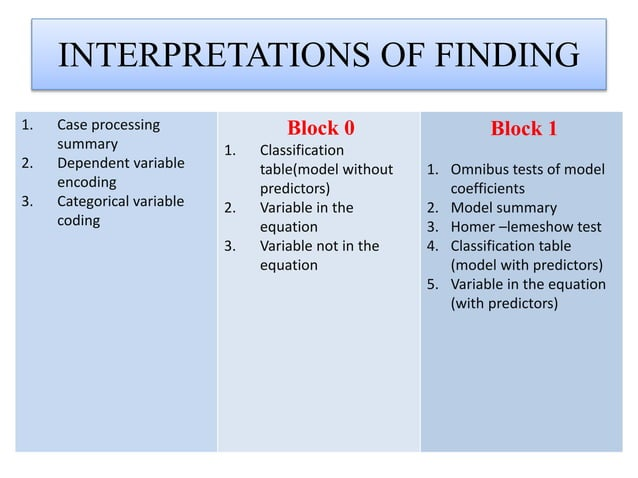 INTERPRETATIONS OF FINDING
1. Case processing
summary
2. Dependent variable
encoding
3. Categorical variable
coding
Block 0
1. Classification
table(model without
predictors)
2. Variable in the
equation
3. Variable not in the
equation
Block 1
1. Omnibus tests of model
coefficients
2. Model summary
3. Homer –lemeshow test
4. Classification table
(model with predictors)
5. Variable in the equation
(with predictors)